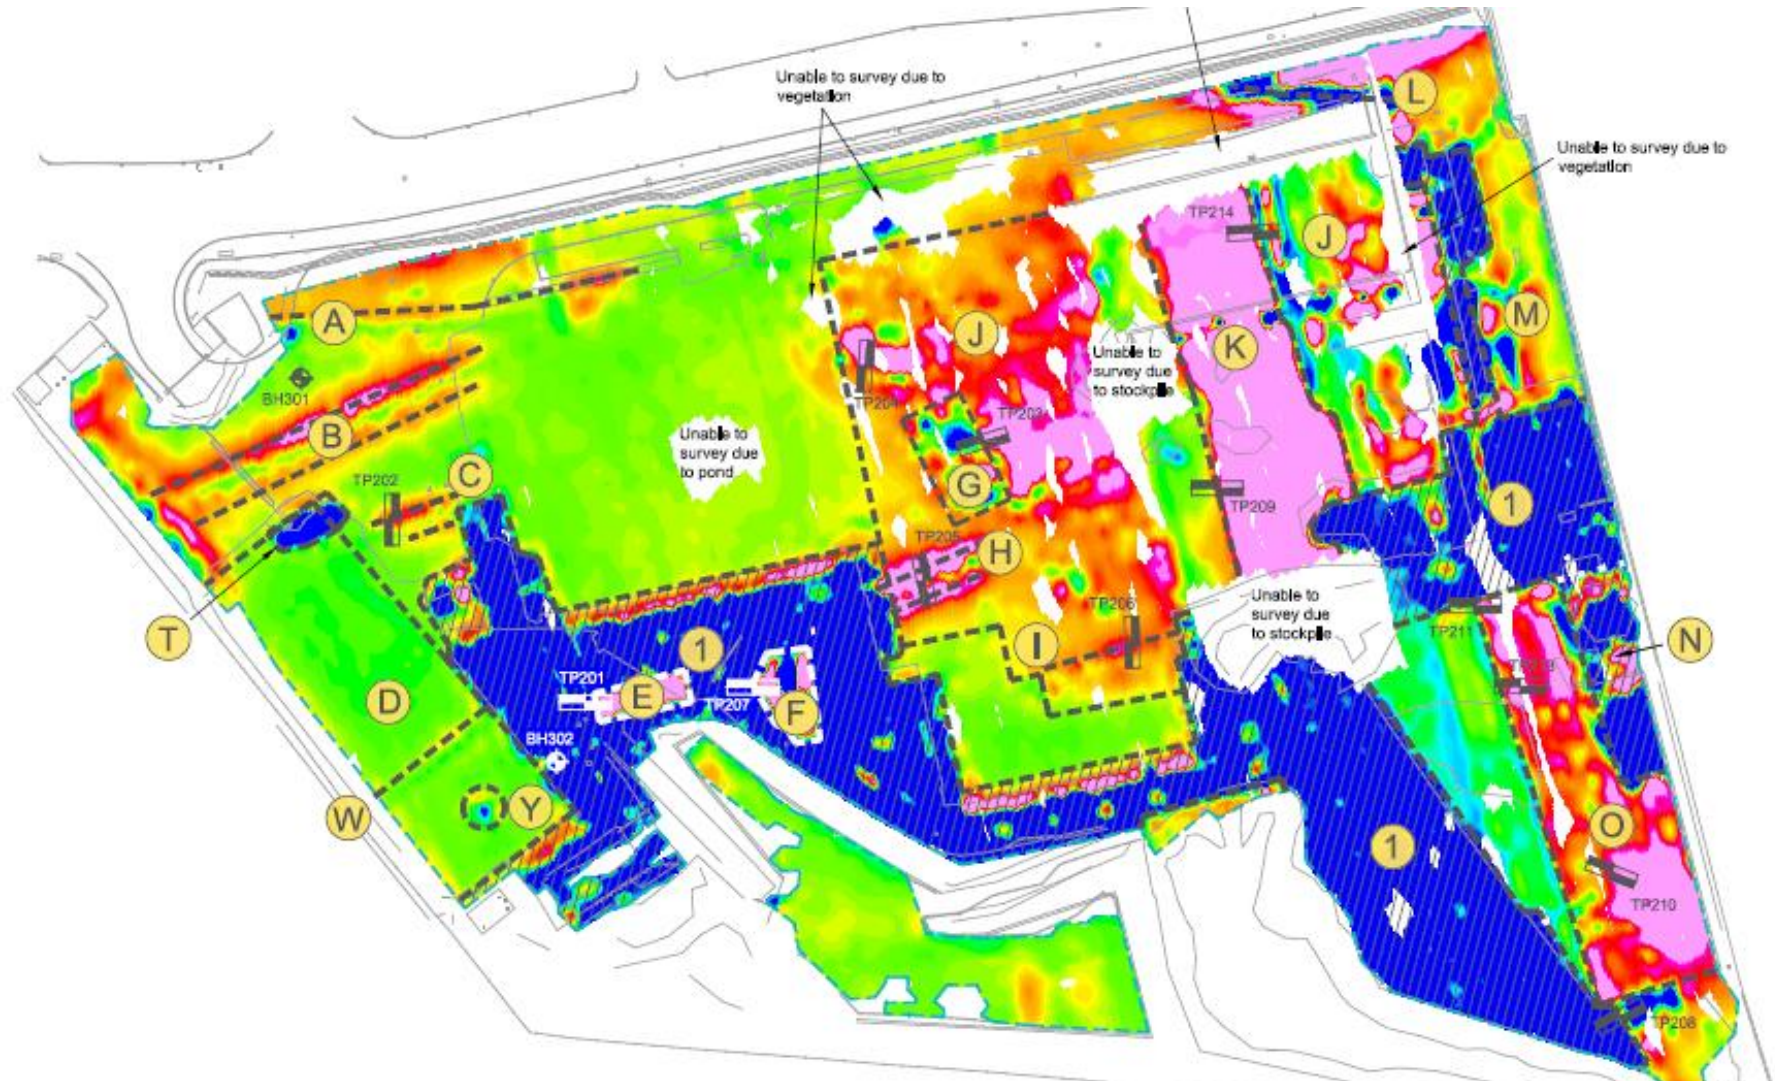 Unable to survey due to
vegetation
L
Unable to survey due to
vegetation
TP214
J
A
J
K
M
BH301
Unable to
survey due
to stockpile
TP204
TP203
B
Unable to
survey due
to pond
TP202
C
G
TP209
1
TP205
H
TP206
Unable to
survey due
to stockpile
T
1
I
TP211
N
TP201
E
TP207
D
F
BH302
W
Y
O
1
TP210
TP208